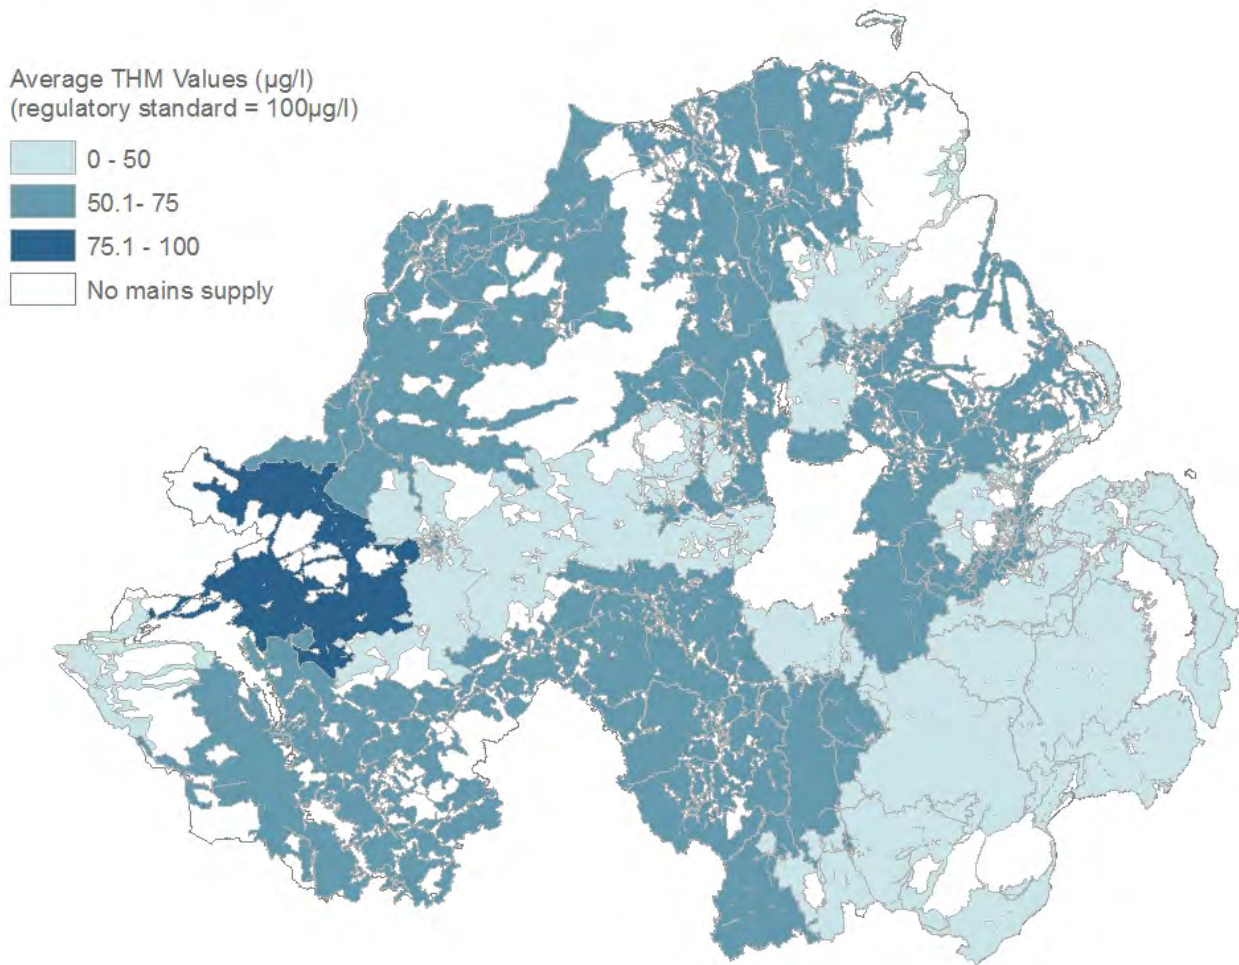 Average THM Values (µg/l)
(regulatory standard = 100µg/l)
0 - 50
50.1- 75
75.1 - 100
No mains supply